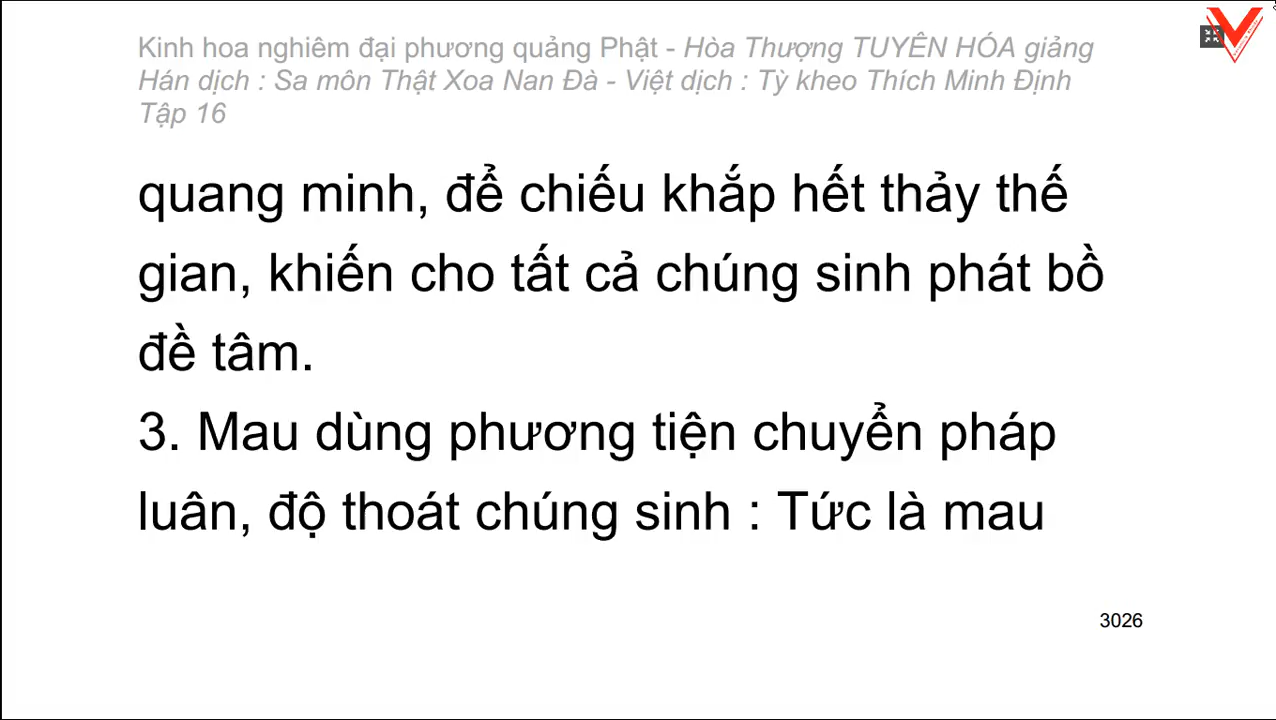 Kinh hoa nghiêm đại phương quảng Phật - Hòa Thượng TUYÊN HÓA giảng
Hán dịch : Sa môn Thật Xoa Nan Đà - Việt dịch : Tỳ kheo Thích Minh Định
Tập 16
quang minh, để chiếu khắp hết thảy thế
gian, khiến cho tất cả chúng sinh phát bồ
đề tâm.
3. Mau dùng phương tiện chuyển pháp
luân, độ thoát chúng sinh : Tức là mau
3026